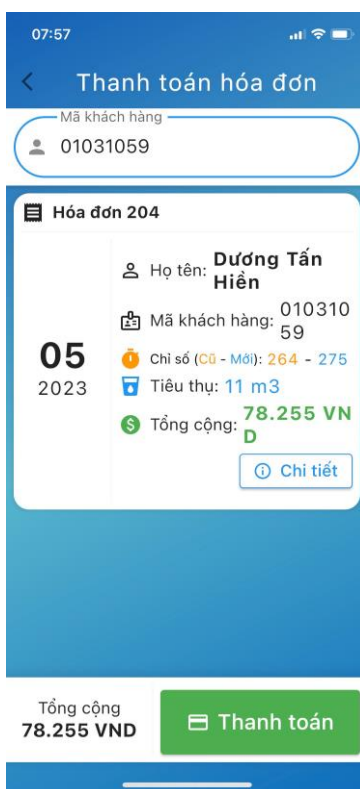 07:57
Thanh toán hóa đơn
Mã khách hàng
01031059
Hóa đơn 204
05
2023
Họ tên: Dương Tấn
Hiền
Mã khách hàng: 010310
59
Chỉ số (Cũ - Mới): 264 - 275
Tiêu thụ: 11 m3
Tổng cộng: 78.255 VN
D
Chi tiết
Tổng cộng
78.255 VND
Thanh toán